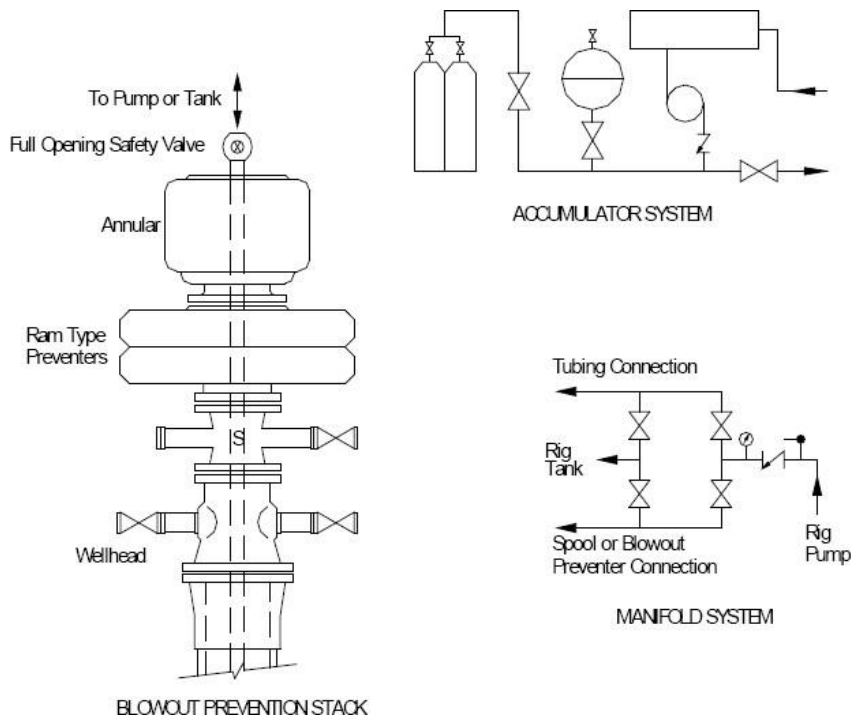 To Pump or Tank
Full Opening Safety Valve
X
Annular
Ram Type
Preventers
S
Wellhead
BLOWOUT PREVENTION STACK
ACCUMULATOR SYSTEM
Tubing Connection
Rig
Tank
Spool or Blowout
Preventer Connection
Rig
Pump
MANIFOLD SYSTEM